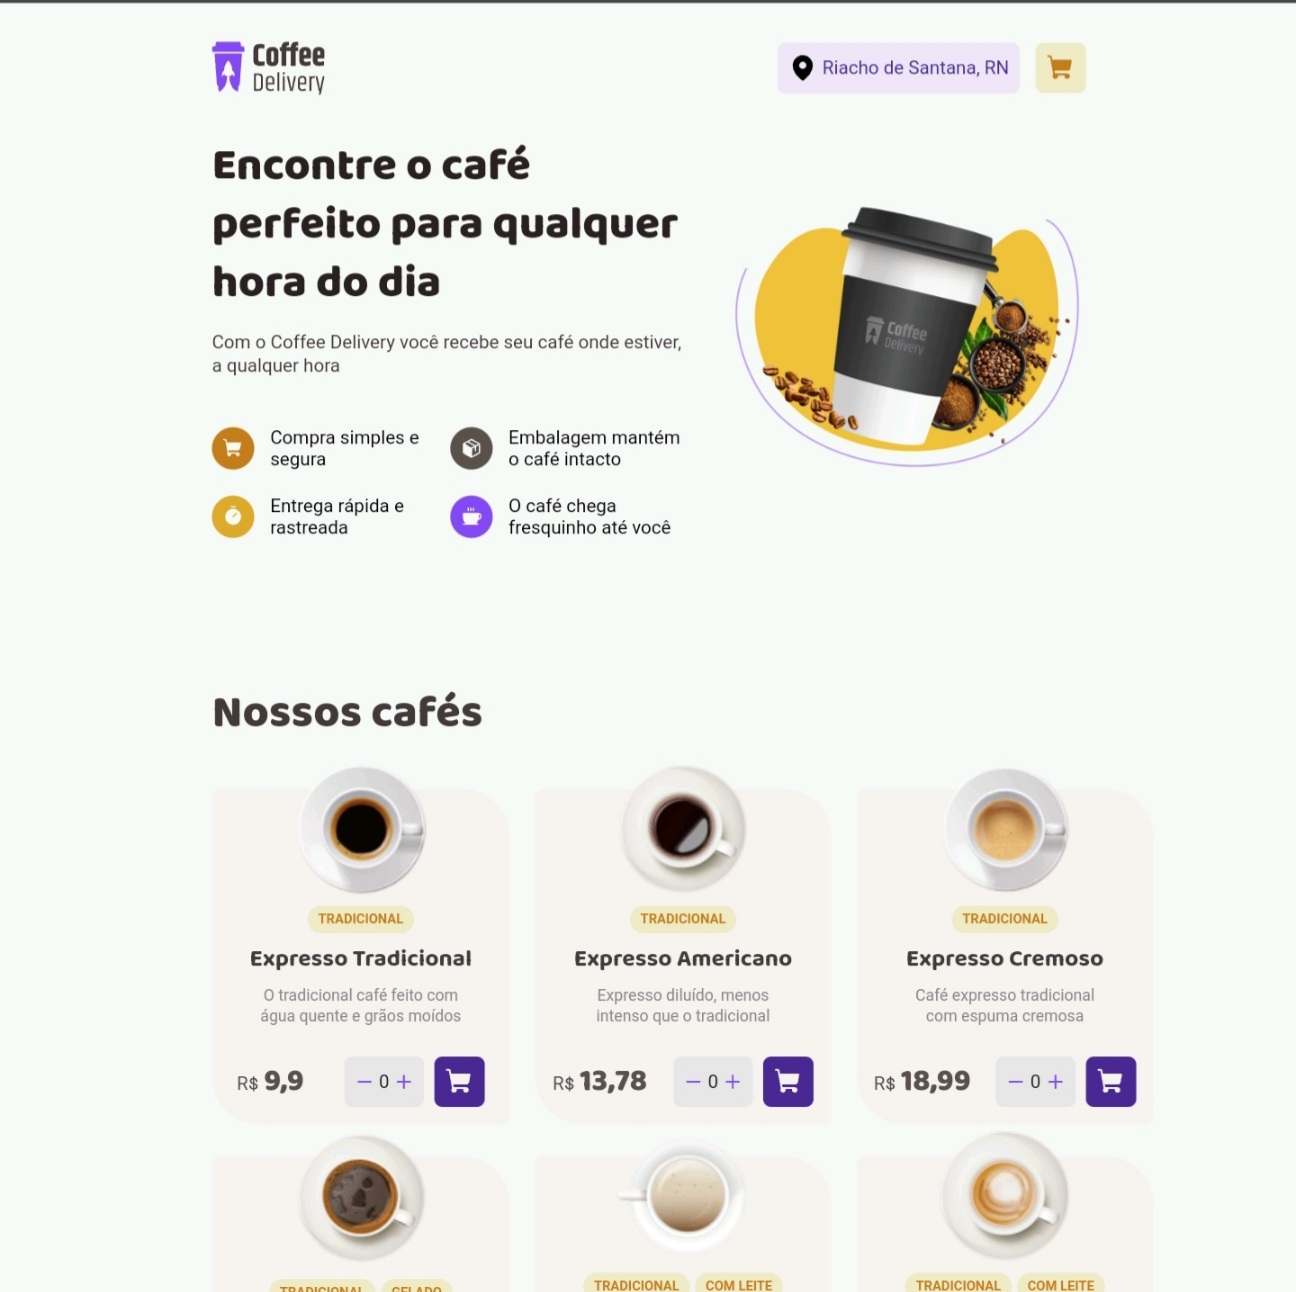 Coffee
Delivery
Riacho de Santana, RN
Encontre o café
perfeito para qualquer
hora do dia
Com o Coffee Delivery você recebe seu café onde estiver,
a qualquer hora
Compra simples e
segura
Embalagem mantém
o café intacto
Entrega rápida e
rastreada
O café chega
fresquinho até você
Coffee
Delivery
Nossos cafés
TRADICIONAL
Expresso Tradicional
O tradicional café feito com
água quente e grãos moídos
R$ 9,9
− 0 +
TRADICIONAL
Expresso Americano
Expresso diluído, menos
intenso que o tradicional
R$ 13,78
− 0 +
TRADICIONAL
Expresso Cremoso
Café expresso tradicional
com espuma cremosa
R$ 18,99
− 0 +
TRADICIONAL GELADO
TRADICIONAL COM LEITE
TRADICIONAL COM LEITE